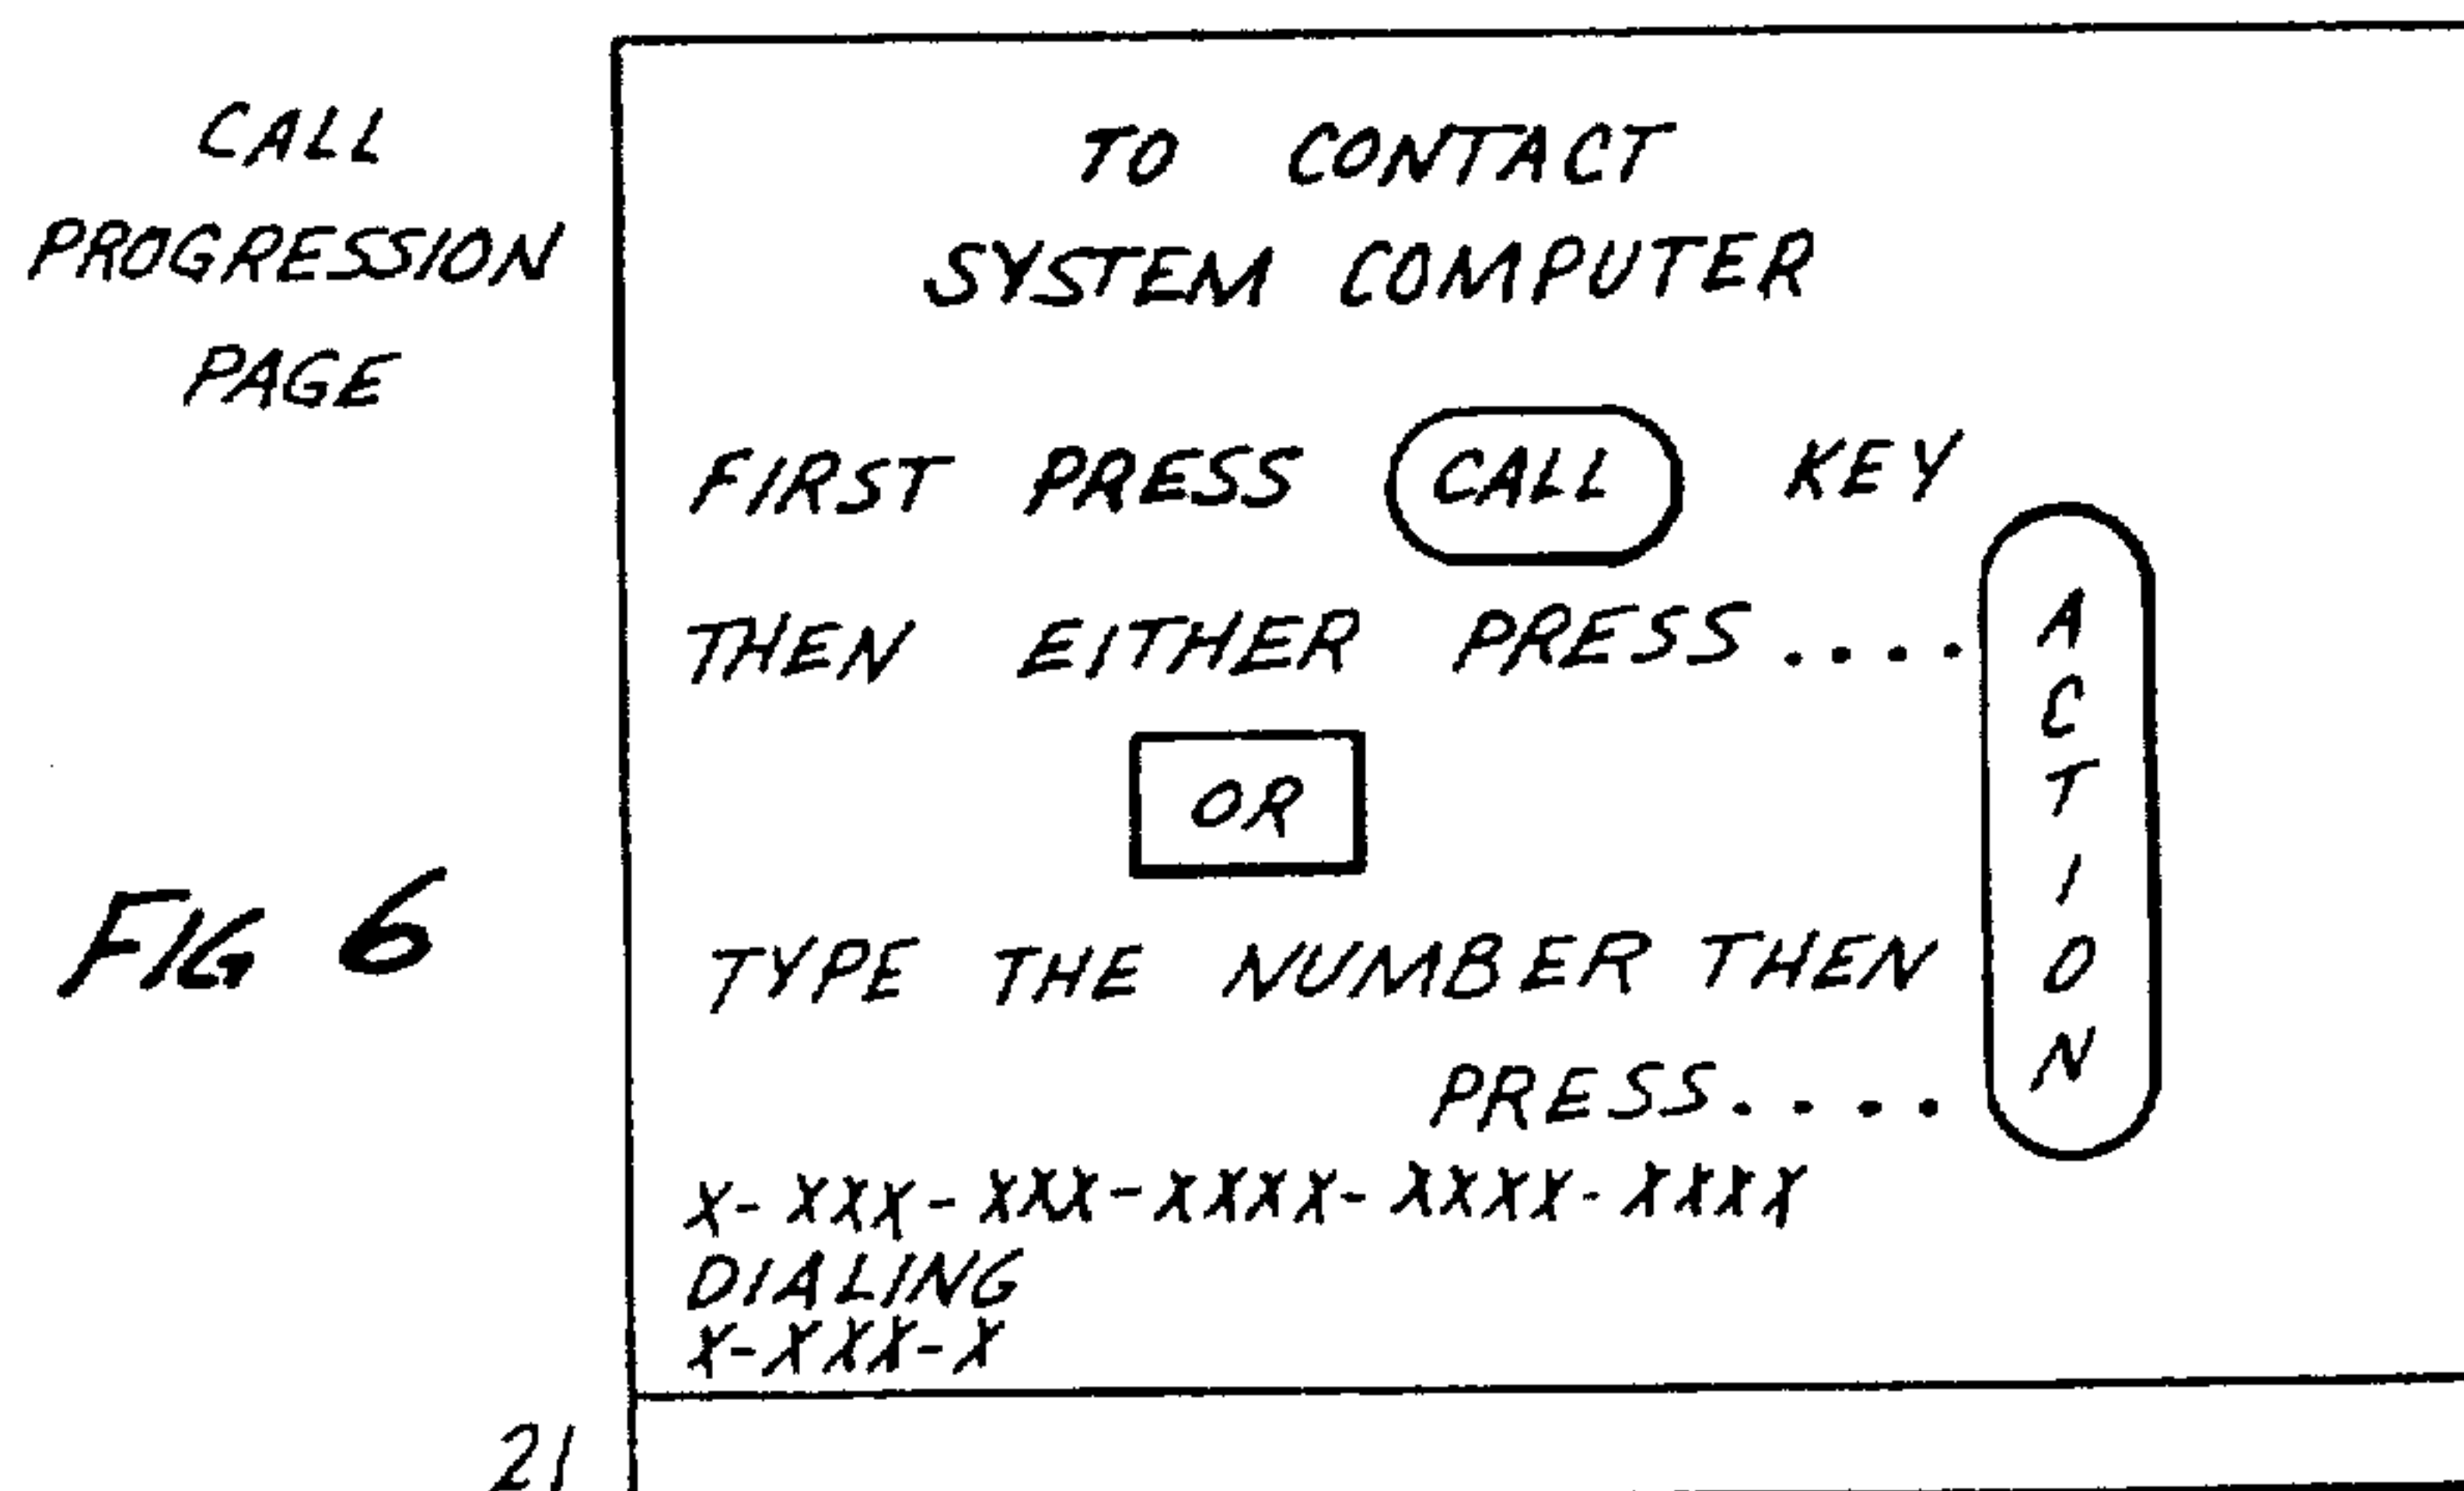 CALL
PROGRESSION
PAGE
FIG 6
TO CONTACT
SYSTEM COMPUTER
FIRST PRESS CALL KEY
THEN EITHER PRESS ....
OR
TYPE THE NUMBER THEN
PRESS....
ACTION
X-XXX-XXX-XXXX-XXXX-XXXX
DIALING
X-XXX-X
21